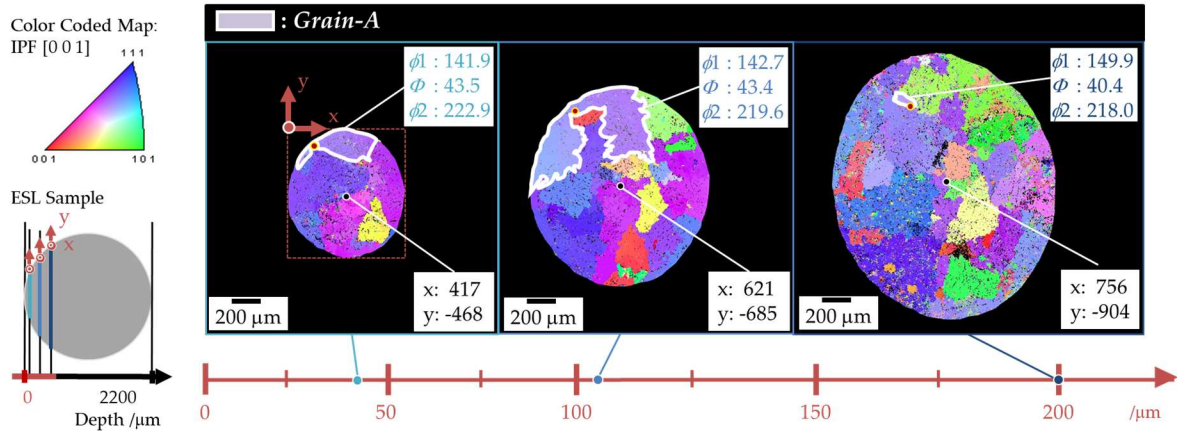 Color Coded Map:
IPF [0 0 1]
1 1 1
0 0 1
1 0 1
ESL Sample
y
x
0
2200
Depth /µm
: Grain-A
y
x
ϕ1 : 141.9
Φ : 43.5
ϕ2 : 222.9
x: 417
y: -468
200 µm
ϕ1 : 142.7
Φ : 43.4
ϕ2 : 219.6
x: 621
y: -685
200 µm
ϕ1 : 149.9
Φ : 40.4
ϕ2 : 218.0
x: 756
y: -904
200 µm
0
50
100
150
200
/µm